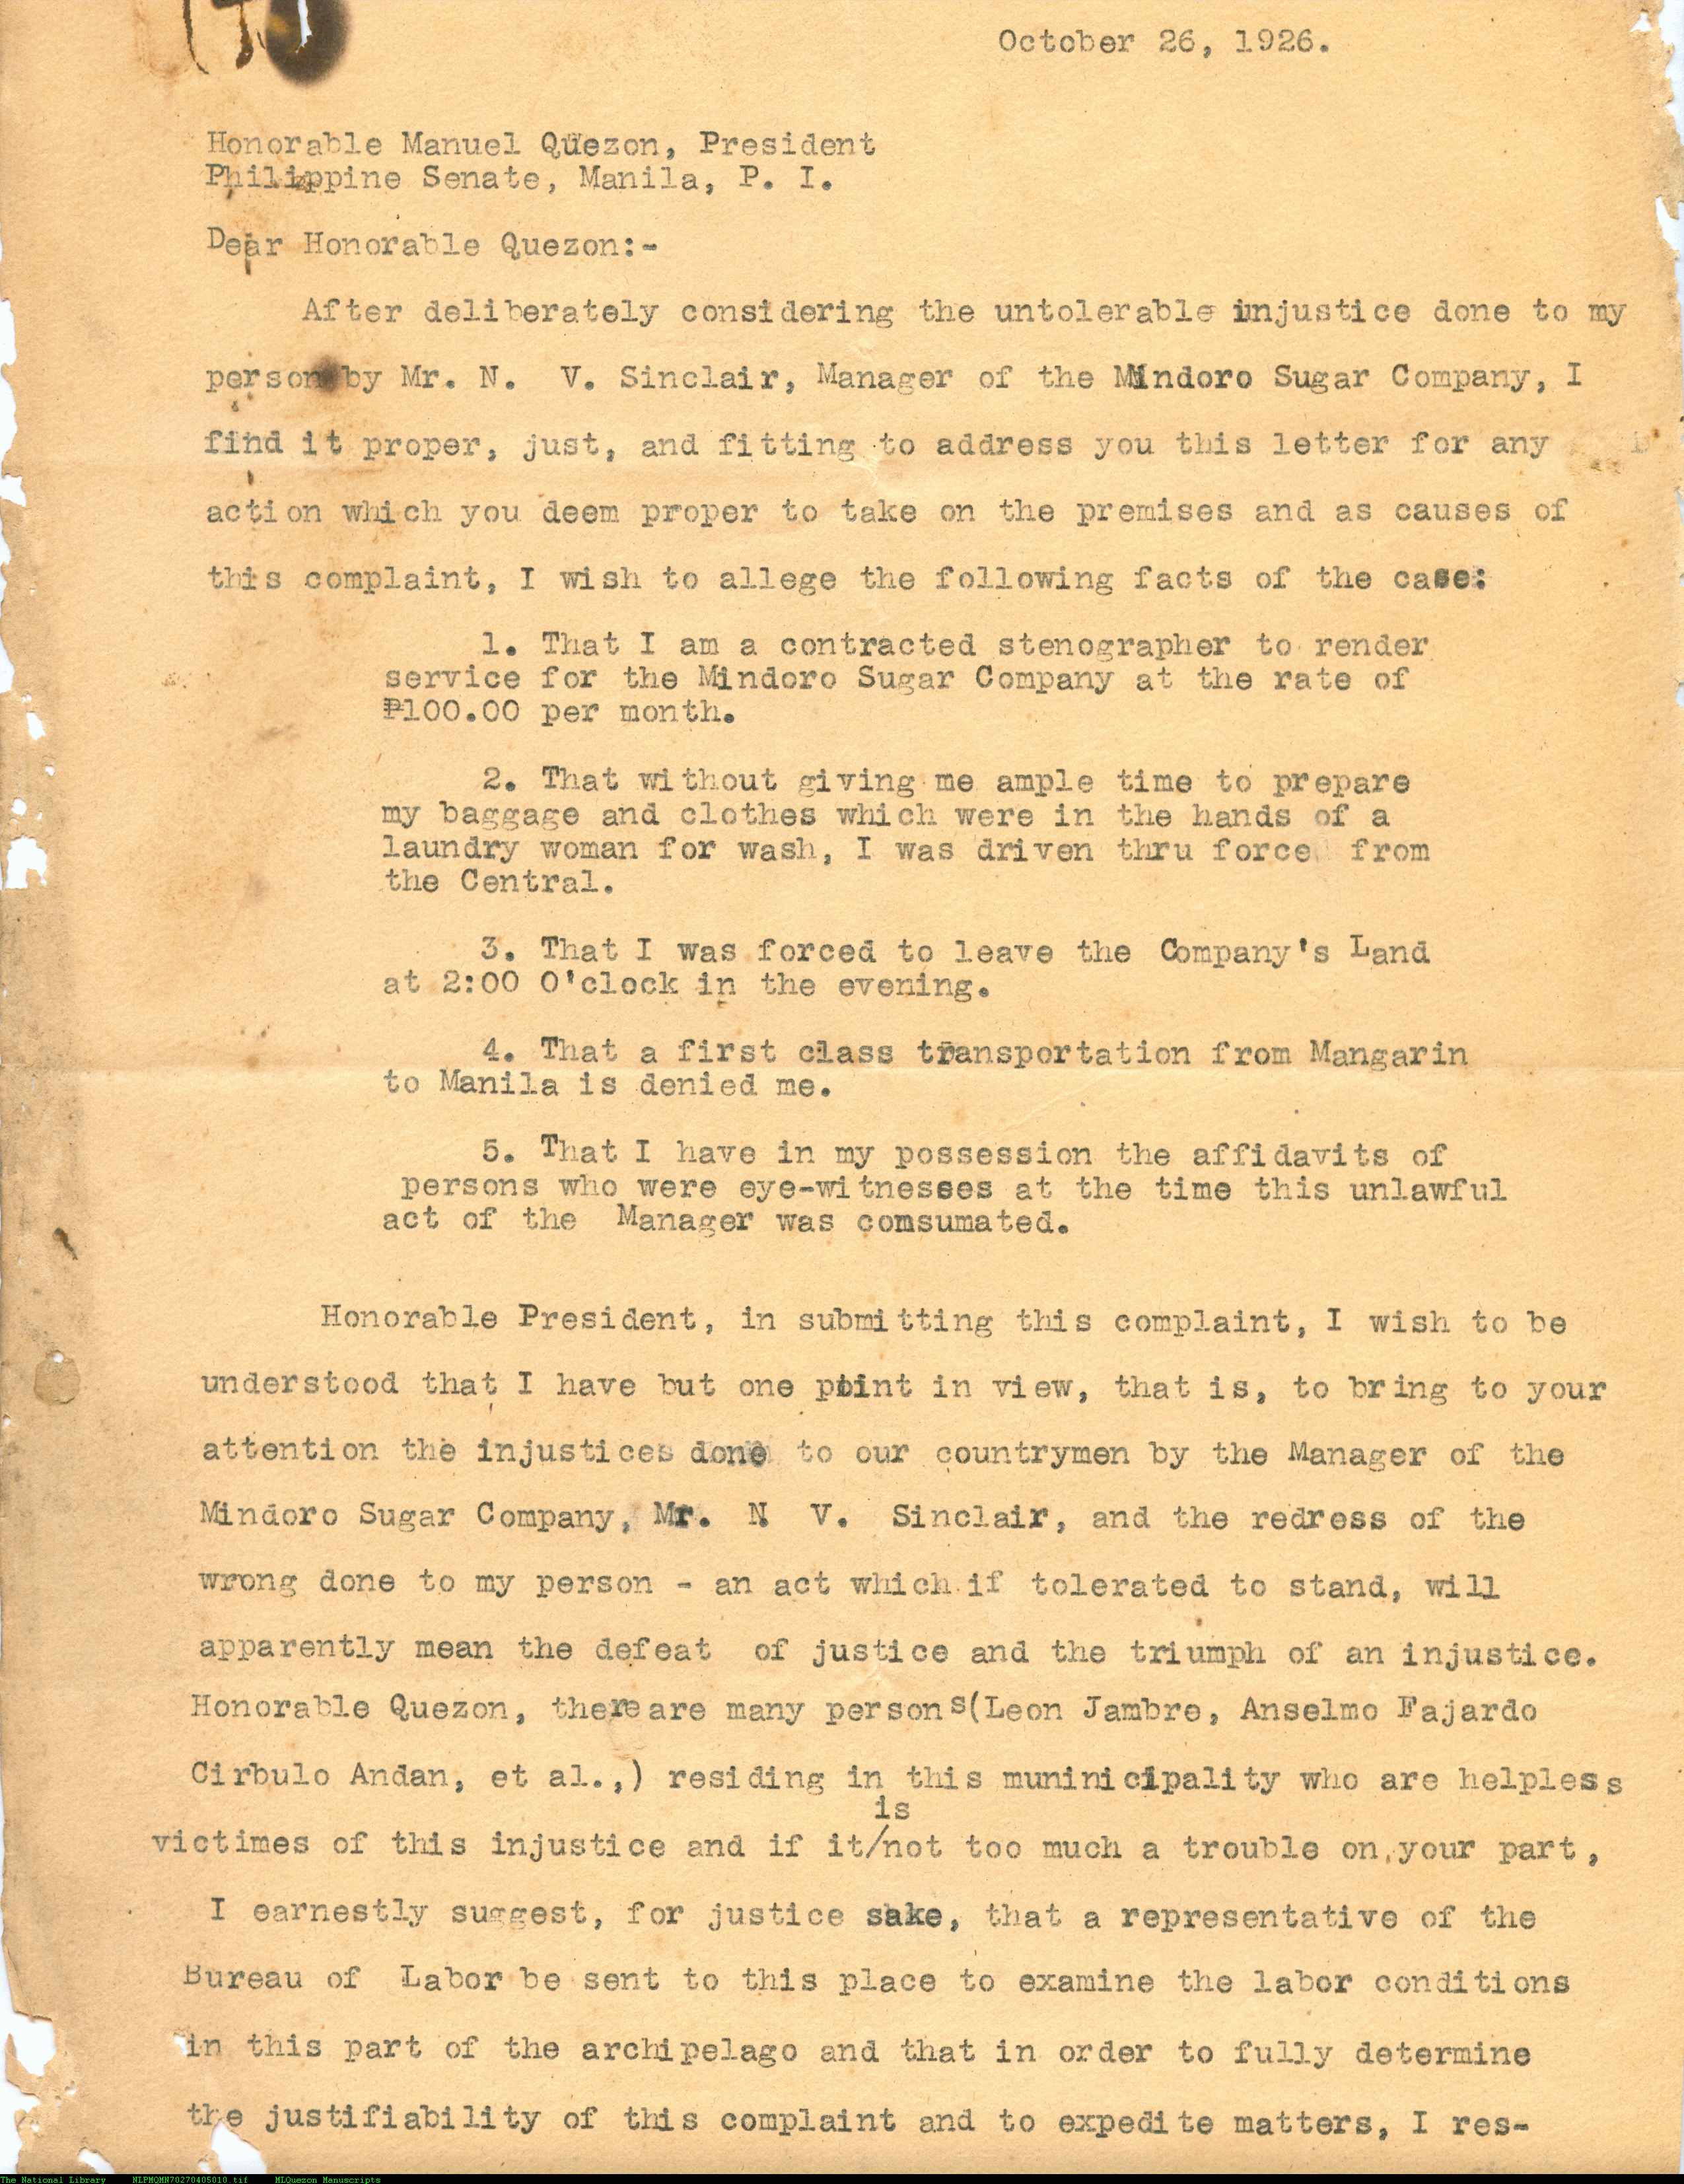 October 26, 1926.
Honorable Manuel Quezon, President
Philippine Senate, Manila, P. I.
Dear Honorable Quezon:-
After deliberately considering the untolerable injustice done to my
person by Mr. N. V. Sinclair, Manager of the Mindoro Sugar Company, I
find it proper, just, and fitting to address you this letter for any
action which you deem proper to take on the premises and as causes of
this complaint, I wish to allege the following facts of the case:
1. That I am a contracted stenographer to render
service for the Mindoro Sugar Company at the rate of
₱100.00 per month.
2. That without giving me ample time to prepare
my baggage and clothes which were in the hands of a
laundry woman for wash, I was driven thru force from
the Central.
3. That I was forced to leave the Company's Land
at 2:00 O'clock in the evening.
4. That a first class transportation from Mangarin
to Manila is denied me.
5. That I have in my possession the affidavits of
persons who were eye-witnesses at the time this unlawful
act of the Manager was comsumated.
Honorable President, in submitting this complaint, I wish to be
understood that I have but one point in view, that is, to bring to your
attention the injustices done to our countrymen by the Manager of the
Mindoro Sugar Company, Mr. N. V. Sinclair, and the redress of the
wrong done to my person - an act which if tolerated to stand, will
apparently mean the defeat of justice and the triumph of an injustice.
Honorable Quezon, there are many persons(Leon Jambre, Anselmo Fajardo
Cirbulo Andan, et al.,) residing in this muninicipality who are helpless
is
victimes of this injustice and if it/not too much a trouble on your part,
I earnestly suggest, for justice sake, that a representative of the
Bureau of Labor be sent to this place to examine the labor conditions
in this part of the archipelago and that in order to fully determine
the justifiability of this complaint and to expedite matters, I res-
The National Library NLPMQMN70270405010.tif MLQuezon Manuscripts